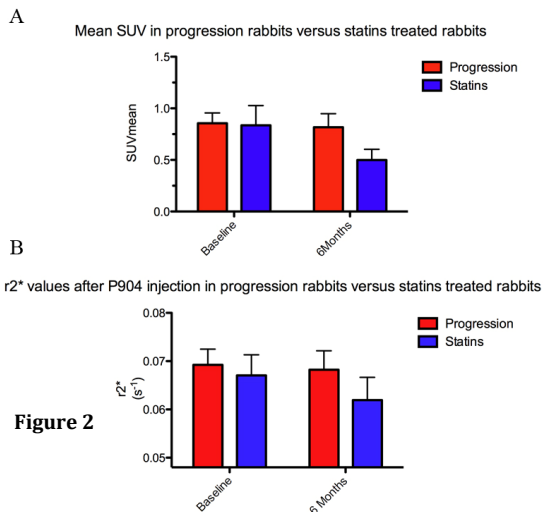 A
Mean SUV in progression rabbits versus statins treated rabbits
1.5
1.0
0.5
0.0
SUVmean
Progression
Statins
Baseline
6Months
B
r2* values after P904 injection in progression rabbits versus statins treated rabbits
0.08
0.07
0.06
0.05
r2*
(s-1)
Progression
Statins
Figure 2
Baseline
6 Months